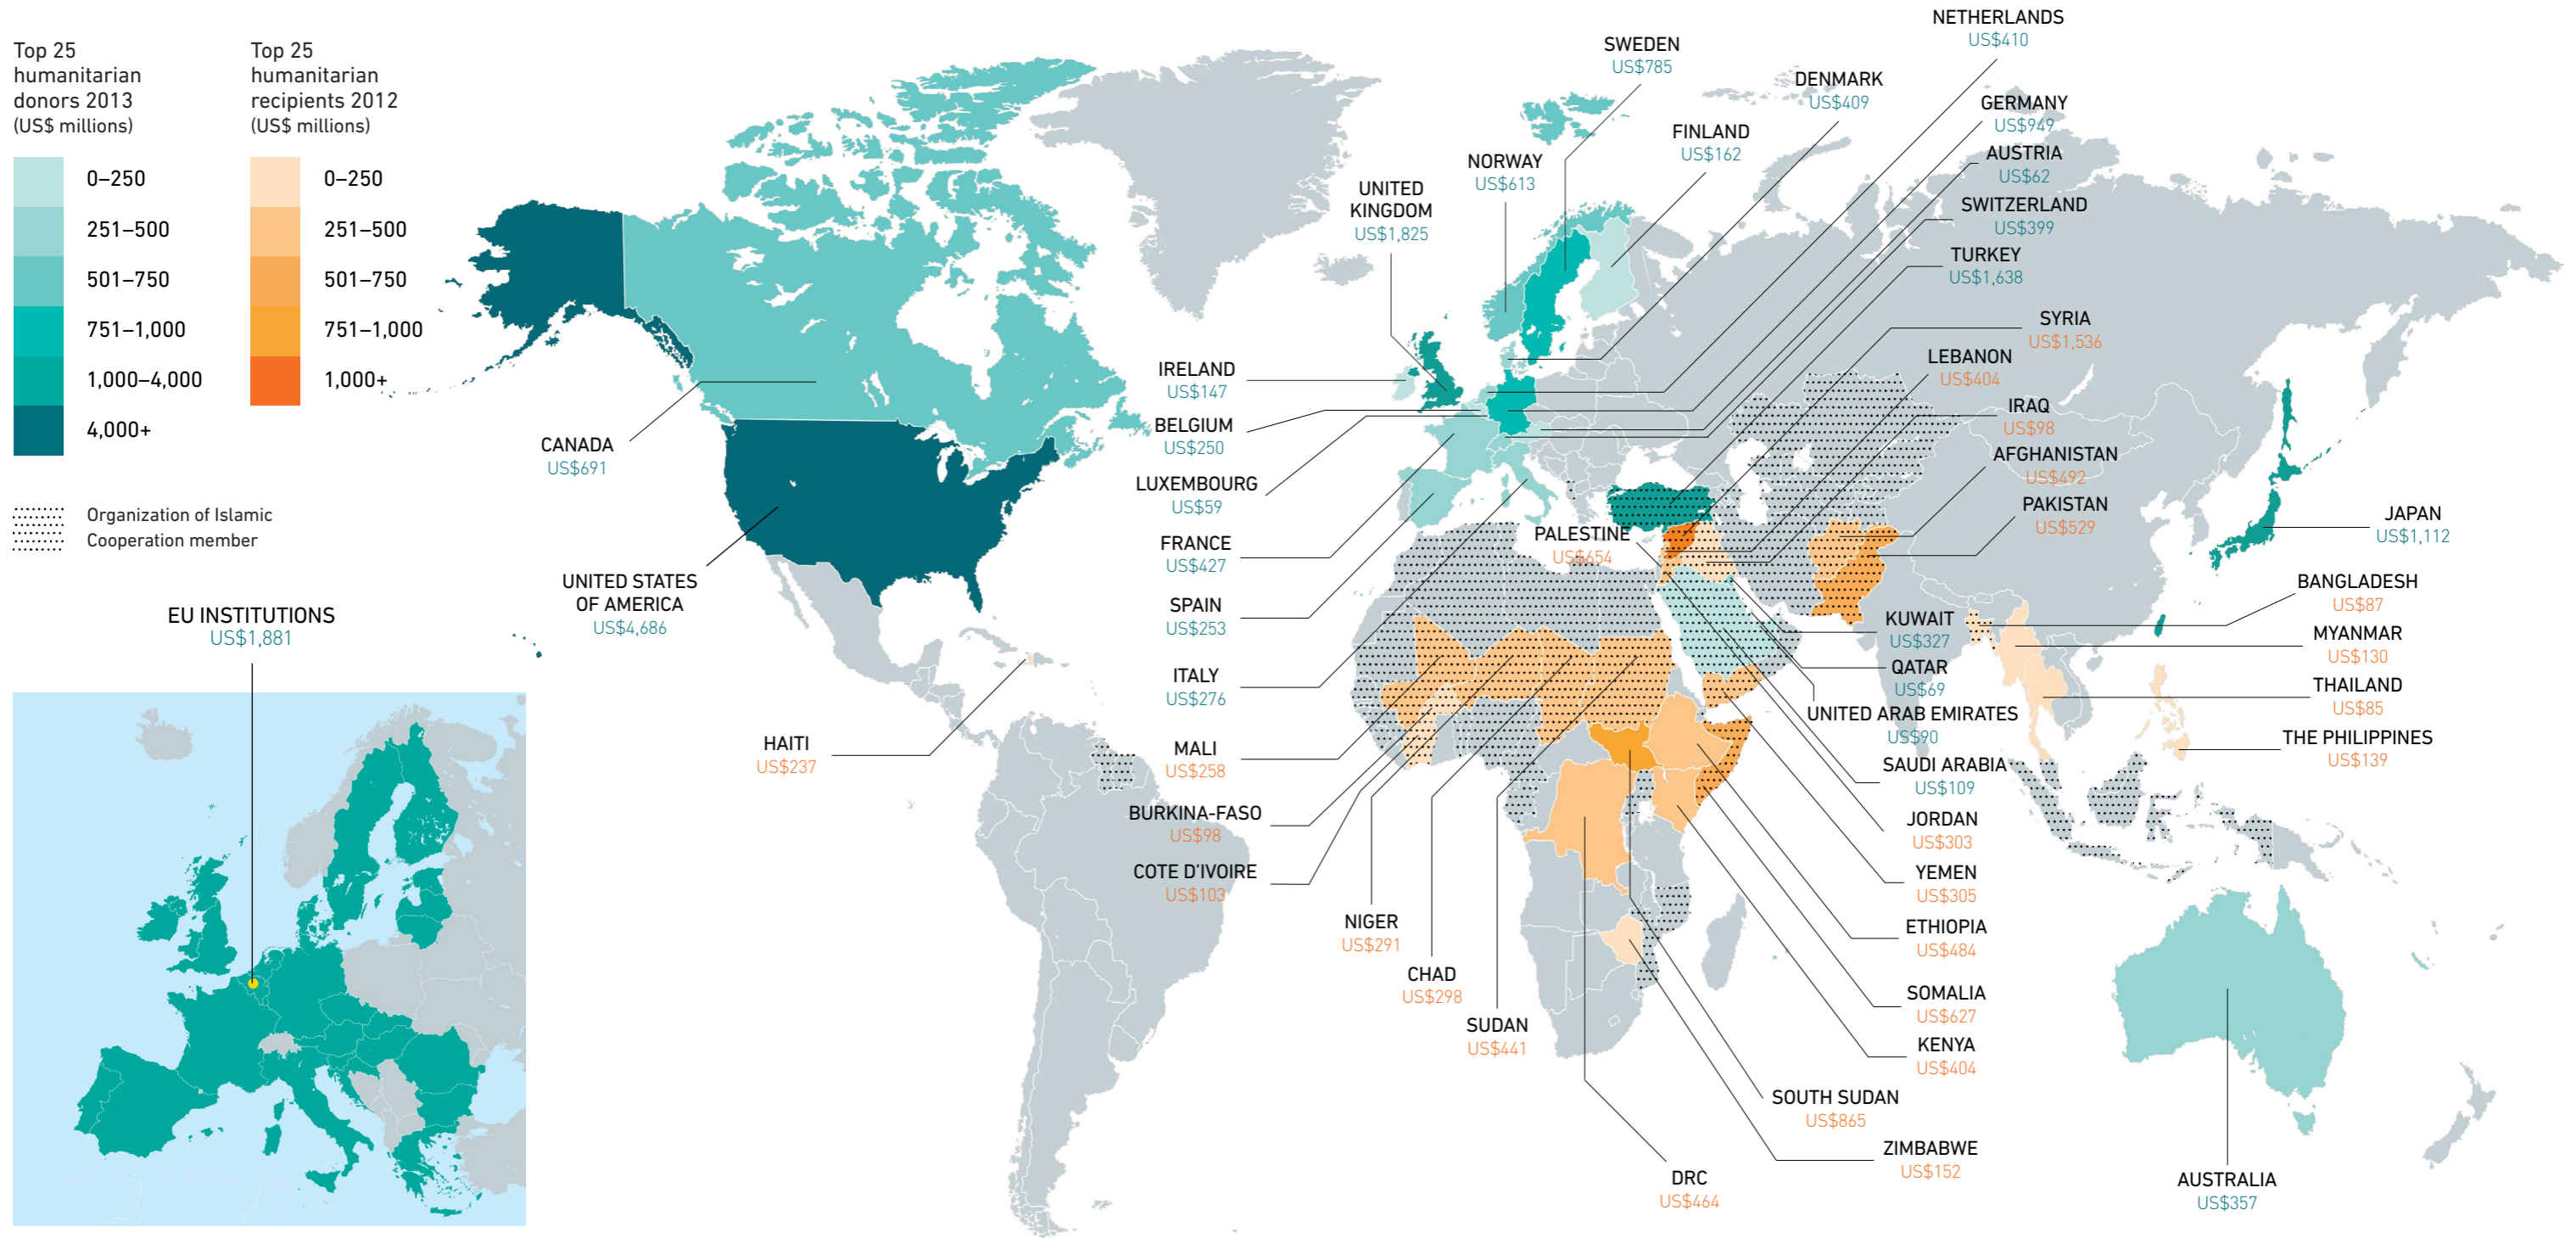 Top 25
humanitarian
donors 2013
(US$ millions)
0–250
251–500
501–750
751–1,000
1,000–4,000
4,000+
Top 25
humanitarian
recipients 2012
(US$ millions)
0–250
251–500
501–750
751–1,000
1,000+
Organization of Islamic
Cooperation member
EU INSTITUTIONS
US$1,881
CANADA
US$691
UNITED STATES
OF AMERICA
US$4,686
HAITI
US$237
UNITED
KINGDOM
US$1,825
NORWAY
US$613
SWEDEN
US$785
FINLAND
US$162
DENMARK
US$409
NETHERLANDS
US$410
GERMANY
US$949
AUSTRIA
US$62
SWITZERLAND
US$399
TURKEY
US$1,638
SYRIA
US$1,536
LEBANON
US$404
IRAQ
US$98
AFGHANISTAN
US$492
PAKISTAN
US$529
JAPAN
US$1,112
BANGLADESH
US$87
MYANMAR
US$130
THAILAND
US$85
THE PHILIPPINES
US$139
IRELAND
US$147
BELGIUM
US$250
LUXEMBOURG
US$59
FRANCE
US$427
SPAIN
US$253
ITALY
US$276
MALI
US$258
BURKINA-FASO
US$98
COTE D'IVOIRE
US$103
NIGER
US$291
CHAD
US$298
SUDAN
US$441
PALESTINE
US$654
KUWAIT
US$327
QATAR
US$69
UNITED ARAB EMIRATES
US$90
SAUDI ARABIA
US$109
JORDAN
US$303
YEMEN
US$305
ETHIOPIA
US$484
SOMALIA
US$627
KENYA
US$404
SOUTH SUDAN
US$865
ZIMBABWE
US$152
DRC
US$464
AUSTRALIA
US$357